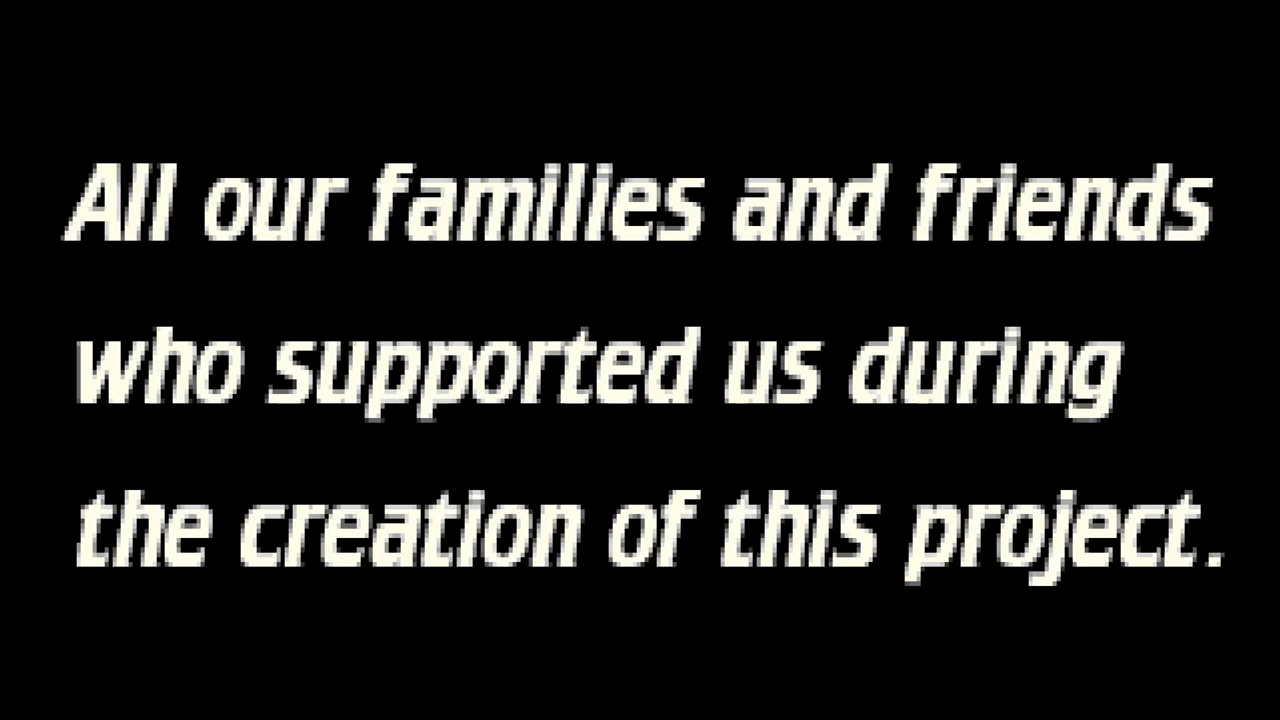 All our families and friends
who supported us during
the creation of this project.